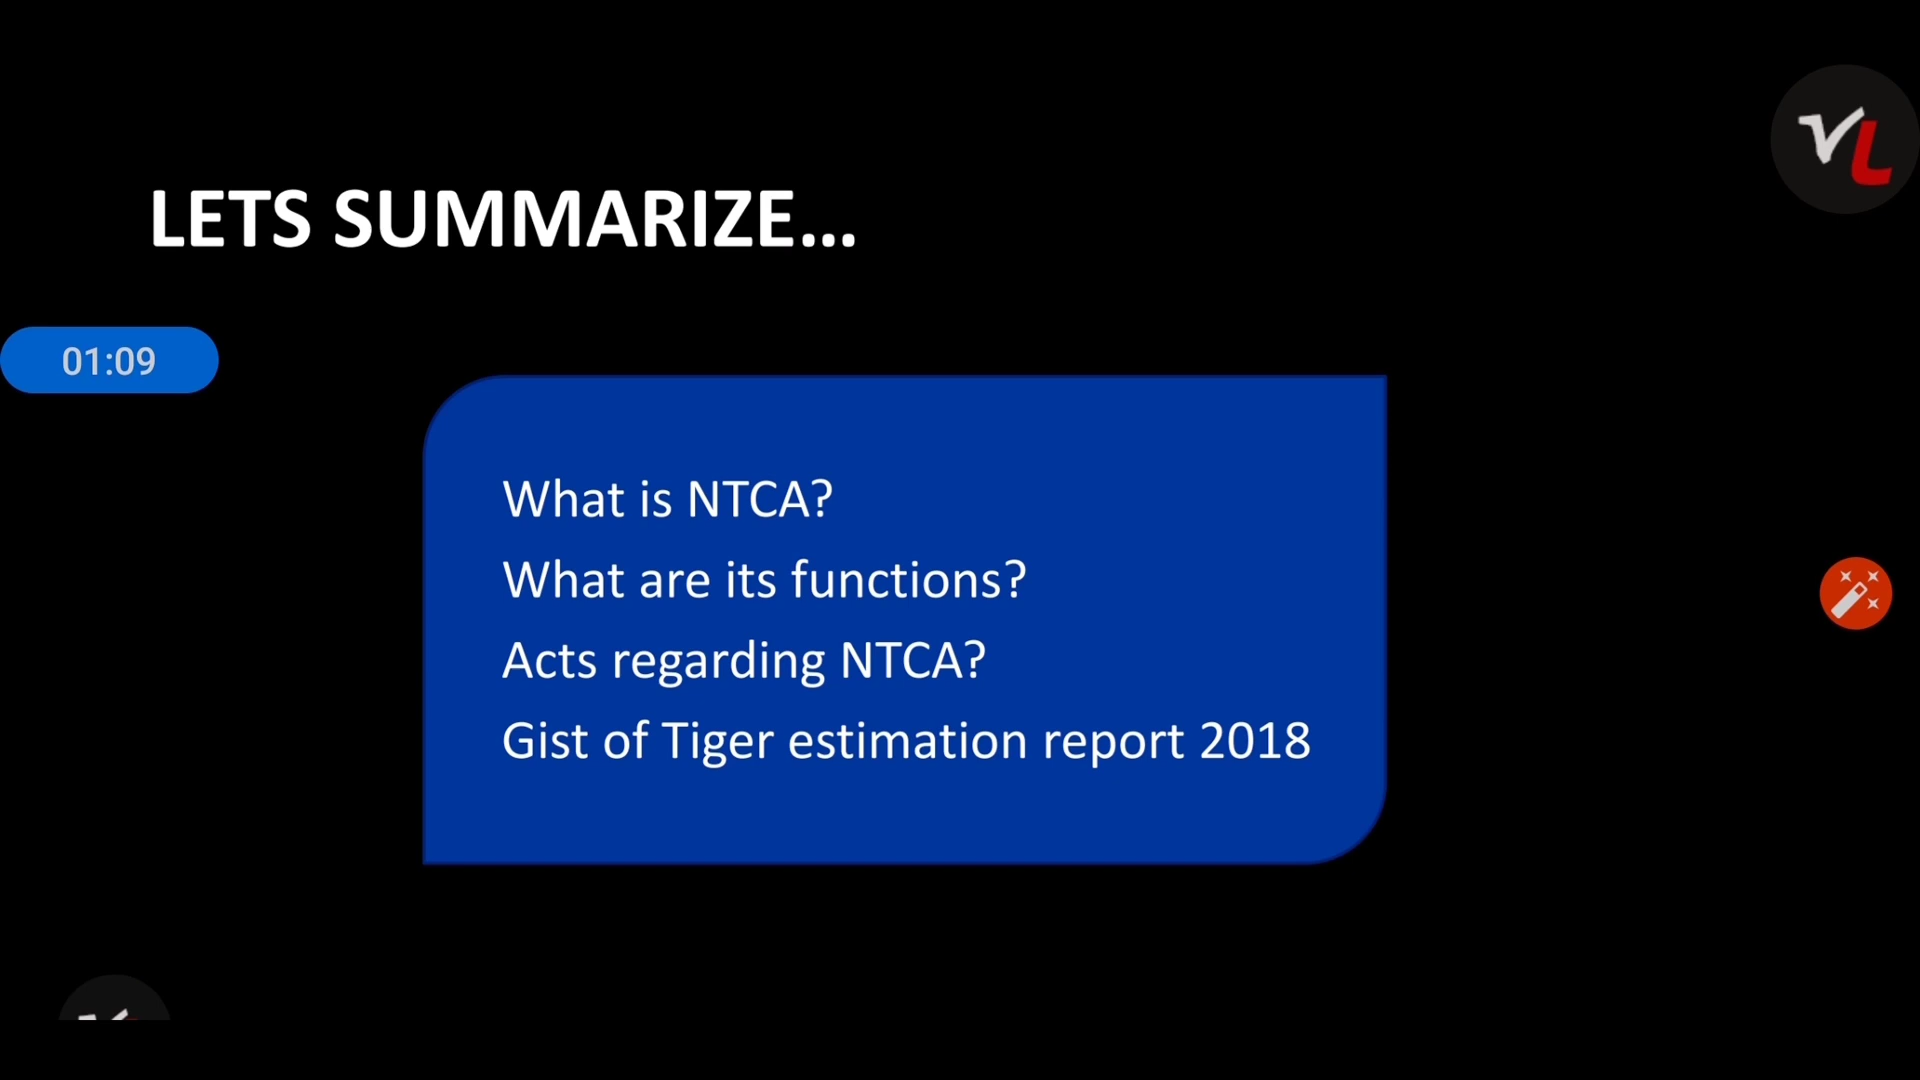 VL
LETS SUMMARIZE...
01:09
What is NTCA?
What are its functions?
Acts regarding NTCA?
Gist of Tiger estimation report 2018